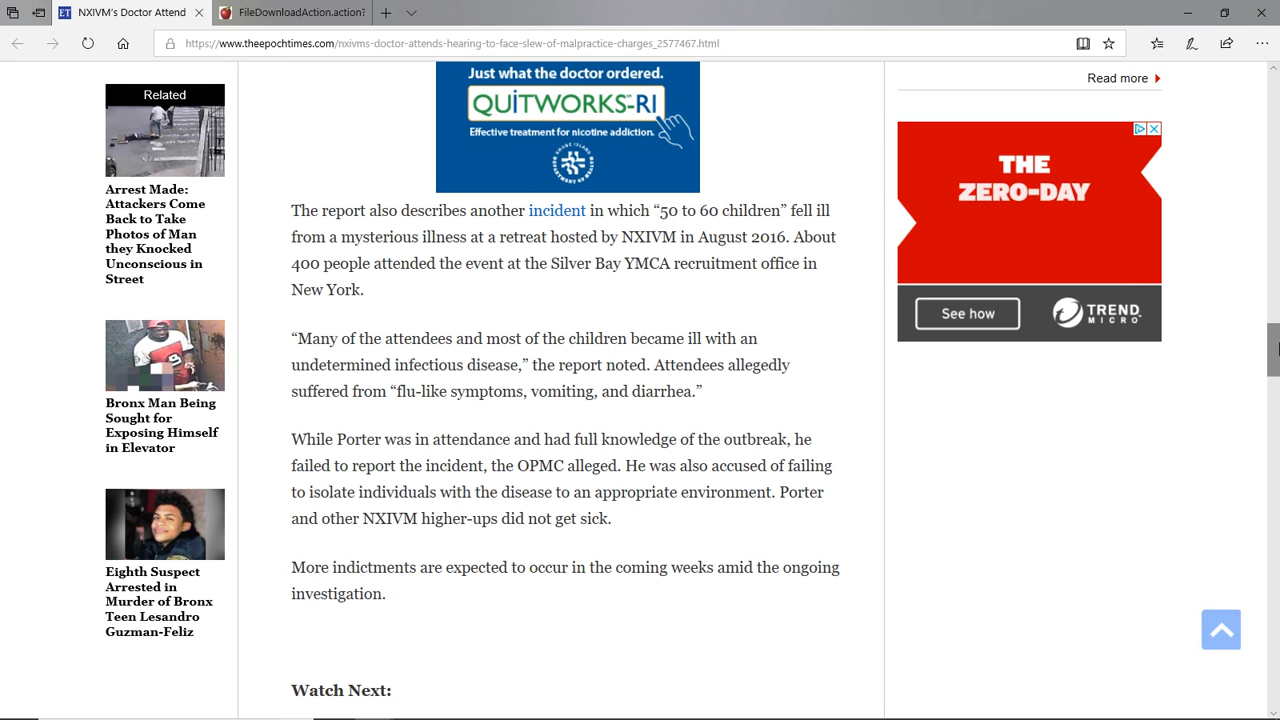 NXIVM's Doctor Attend
FileDownloadAction.action?
https://www.theepochtimes.com/nxivms-doctor-attends-hearing-to-face-slew-of-malpractice-charges_2577467.html
Related
Arrest Made:
Attackers Come
Back to Take
Photos of Man
they Knocked
Unconscious in
Street
Bronx Man Being
Sought for
Exposing Himself
in Elevator
Eighth Suspect
Arrested in
Murder of Bronx
Teen Lesandro
Guzman-Feliz
Just what the doctor ordered.
QUITWORKS-RI
Effective treatment for nicotine addiction.
The report also describes another incident in which “50 to 60 children” fell ill
from a mysterious illness at a retreat hosted by NXIVM in August 2016. About
400 people attended the event at the Silver Bay YMCA recruitment office in
New York.
“Many of the attendees and most of the children became ill with an
undetermined infectious disease,” the report noted. Attendees allegedly
suffered from “flu-like symptoms, vomiting, and diarrhea.”
While Porter was in attendance and had full knowledge of the outbreak, he
failed to report the incident, the OPMC alleged. He was also accused of failing
to isolate individuals with the disease to an appropriate environment. Porter
and other NXIVM higher-ups did not get sick.
More indictments are expected to occur in the coming weeks amid the ongoing
investigation.
Watch Next:
Read more
THE
ZERO-DAY
See how
TREND
MICRO